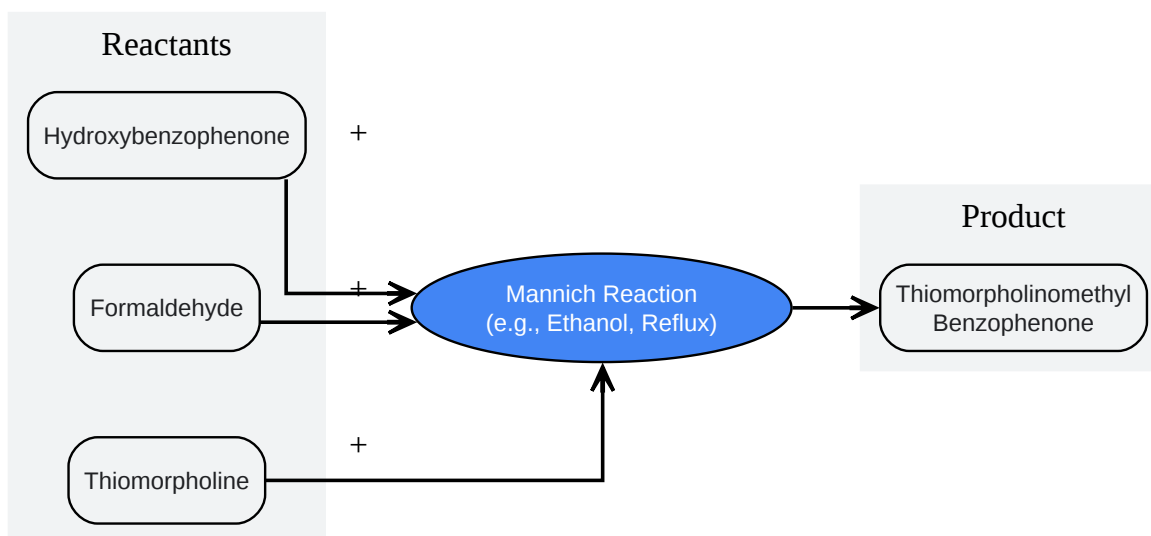 Reactants
Hydroxybenzophenone
+
Formaldehyde
+
Thiomorpholine
+
Mannich Reaction
(e.g., Ethanol, Reflux)
Product
Thiomorpholinomethyl
Benzophenone